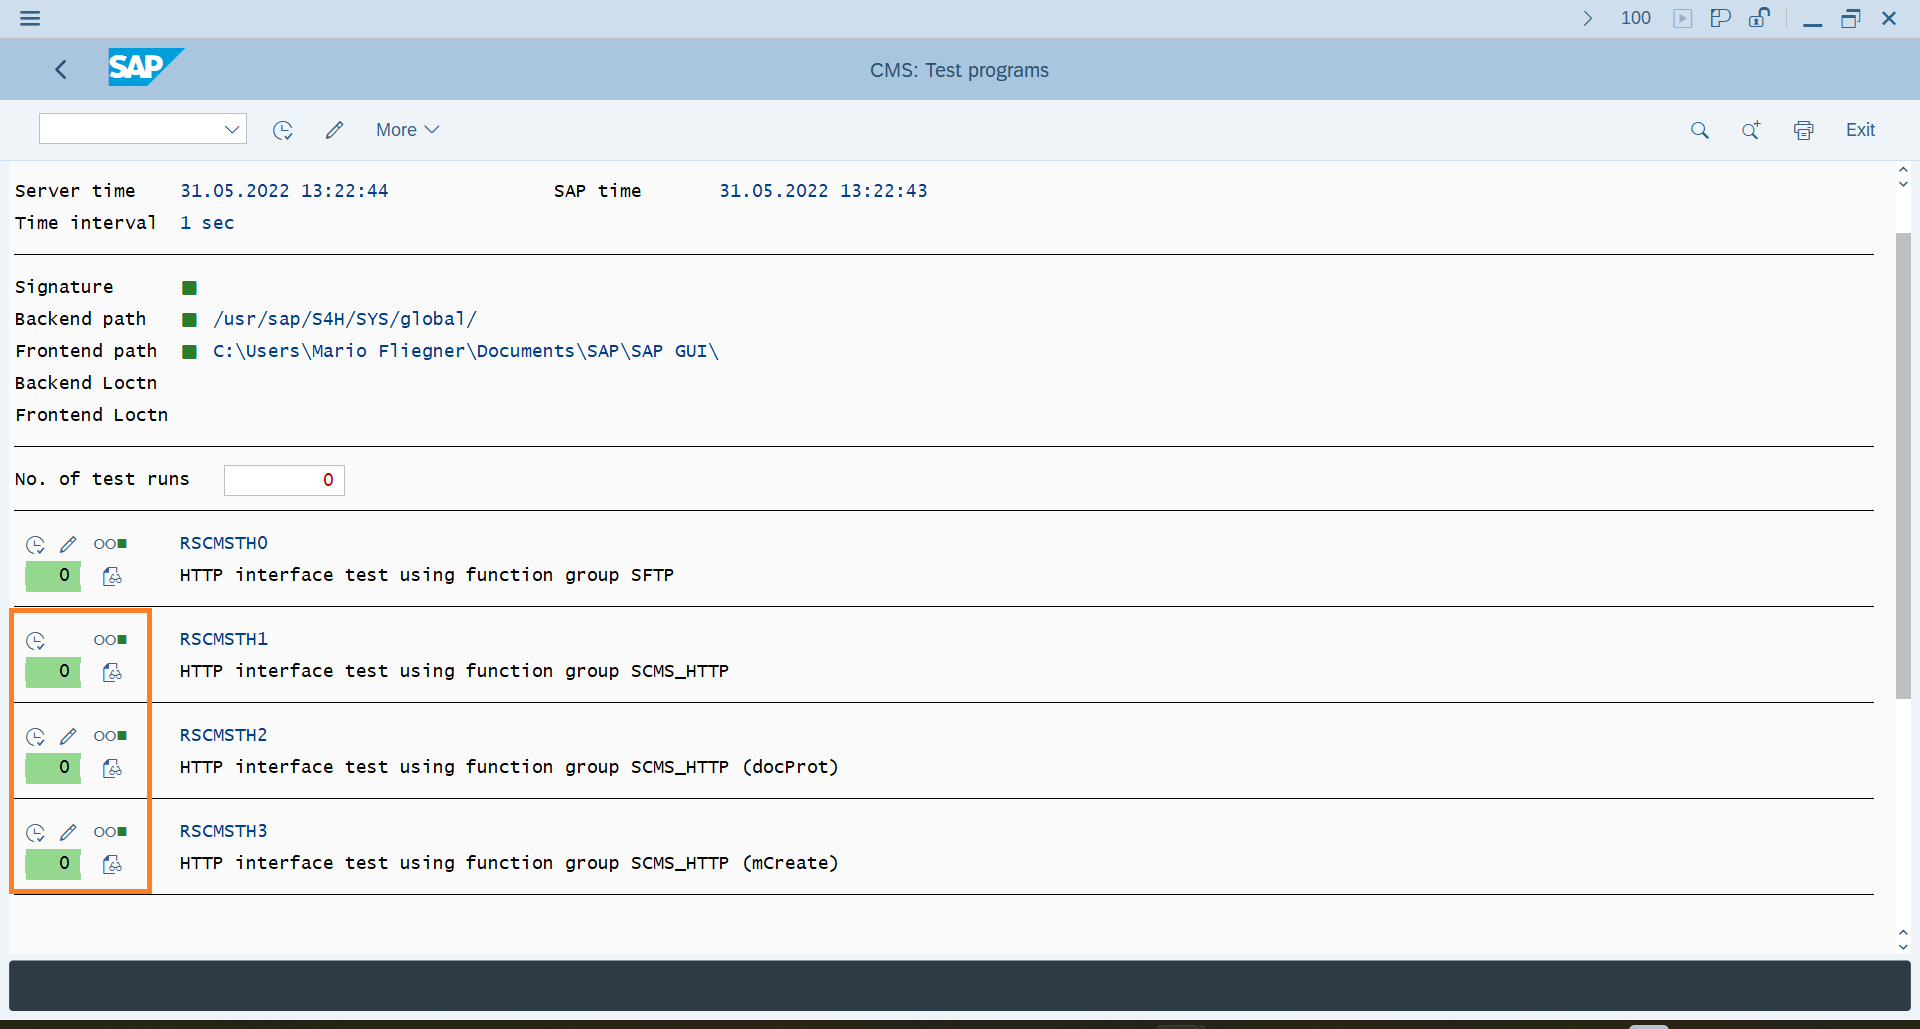 100
SAP
CMS: Test programs
More
Exit
Server time 31.05.2022 13:22:44 SAP time 31.05.2022 13:22:43
Time interval 1 sec
Signature
Backend path /usr/sap/S4H/SYS/global/
Frontend path C:\Users\Mario Fliegner\Documents\SAP\SAP GUI\
Backend Loctn
Frontend Loctn
No. of test runs 0
RSCMSTH0
0 HTTP interface test using function group SFTP
RSCMSTH1
0 HTTP interface test using function group SCMS_HTTP
RSCMSTH2
0 HTTP interface test using function group SCMS_HTTP (docProt)
RSCMSTH3
0 HTTP interface test using function group SCMS_HTTP (mCreate)